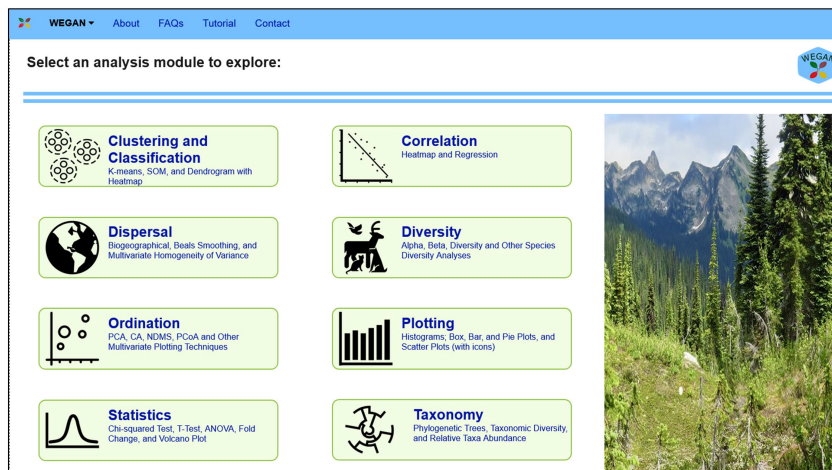 WEGAN About FAQs Tutorial Contact
Select an analysis module to explore:
WEGAN
Clustering and
Classification
K-means, SOM, and Dendrogram with
Heatmap
Correlation
Heatmap and Regression
Dispersal
Biogeographical, Beals Smoothing, and
Multivariate Homogeneity of Variance
Diversity
Alpha, Beta, Diversity and Other Species
Diversity Analyses
Ordination
PCA, CA, NDMS, PCoA and Other
Multivariate Plotting Techniques
Plotting
Histograms; Box, Bar, and Pie Plots, and
Scatter Plots (with icons)
Statistics
Chi-squared Test, T-Test, ANOVA, Fold
Change, and Volcano Plot
Taxonomy
Phylogenetic Trees, Taxonomic Diversity,
and Relative Taxa Abundance